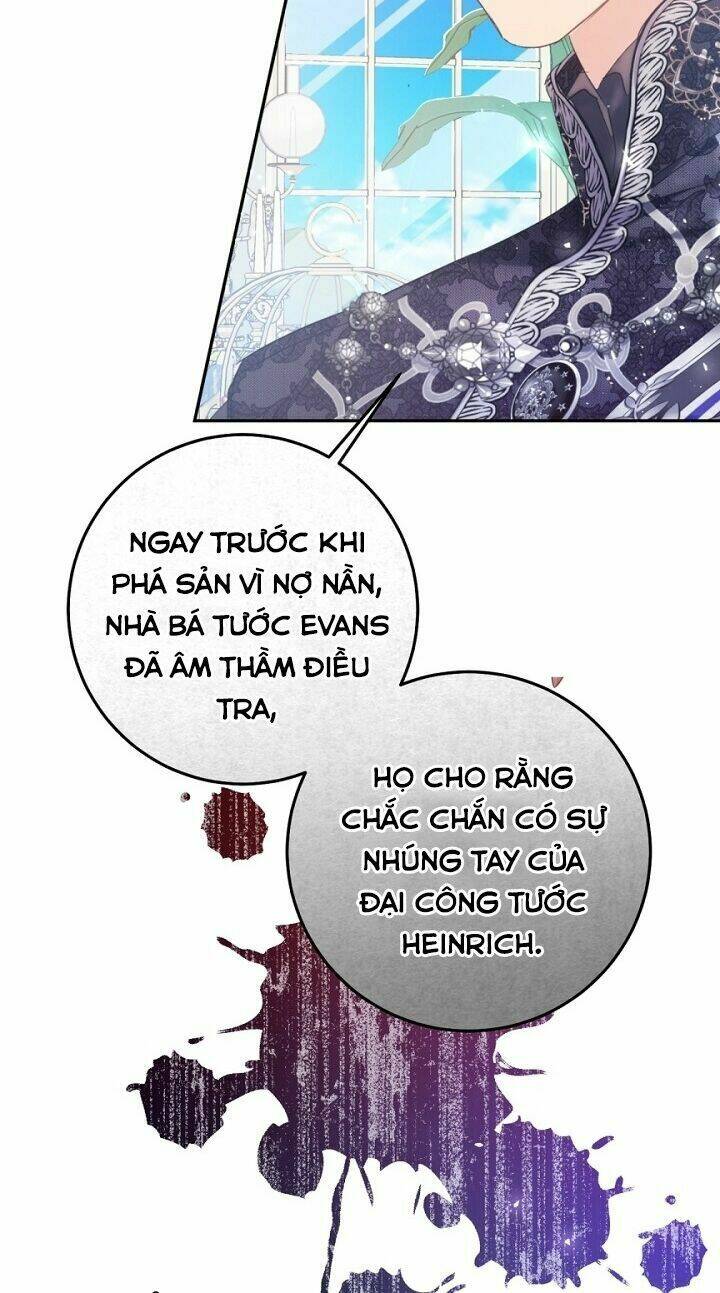 NGAY TRƯỚC KHI
PHÁ SẢN VÌ NỢ NẦN,
NHÀ BÁ TƯỚC EVANS
ĐÃ ÂM THẦM ĐIỀU
TRA,
HỌ CHO RẰNG
CHẮC CHẮN CÓ SỰ
NHÚNG TAY CỦA
ĐẠI CÔNG TƯỚC
HEINRICH.